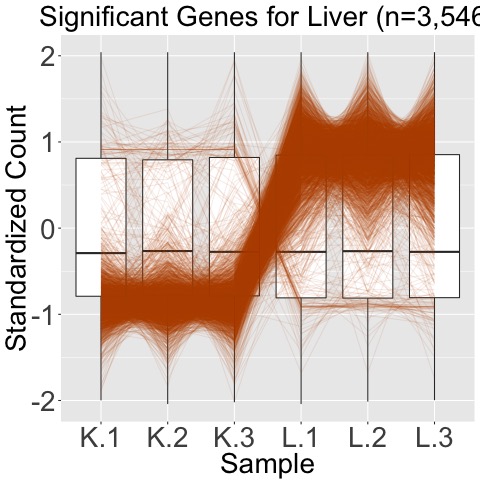 Significant Genes for Liver (n=3,546
Standardized Count
2
1
0
-1
-2
K.1 K.2 K.3 L.1 L.2 L.3
Sample